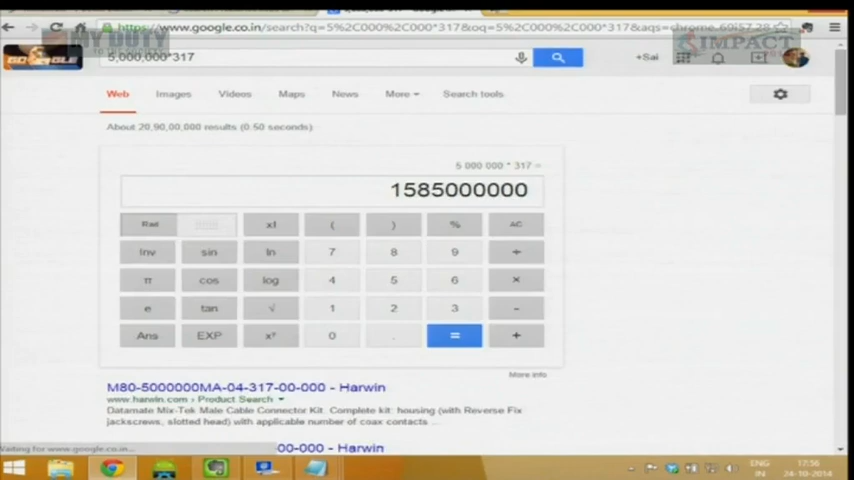 https://www.google.co.in/search?q=5%2C000%2C000*317&oq=5%2C000%2C000*317&aqs=chrome.69i57.28
MY DUTY
IMPACT
5,000,000*317
+Sai
Web Images Videos Maps News More Search tools
About 20,90,00,000 results (0.50 seconds)
5 000 000 * 317 =
1585000000
Rad x! ( ) % AC
Inv sin ln 7 8 9 ÷
π cos log 4 5 6 ×
e tan √ 1 2 3 -
Ans EXP xʸ 0 . = +
More info
M80-5000000MA-04-317-00-000 - Harwin
www.harwin.com › Product Search
Datamate Mix-Tek Male Cable Connector Kit. Complete kit: housing (with Reverse Fix
jackscrews, slotted head) with applicable number of coax contacts ...
00-000 - Harwin
Waiting for www.google.co.in...
ENG
IN
17:56
24-10-2014